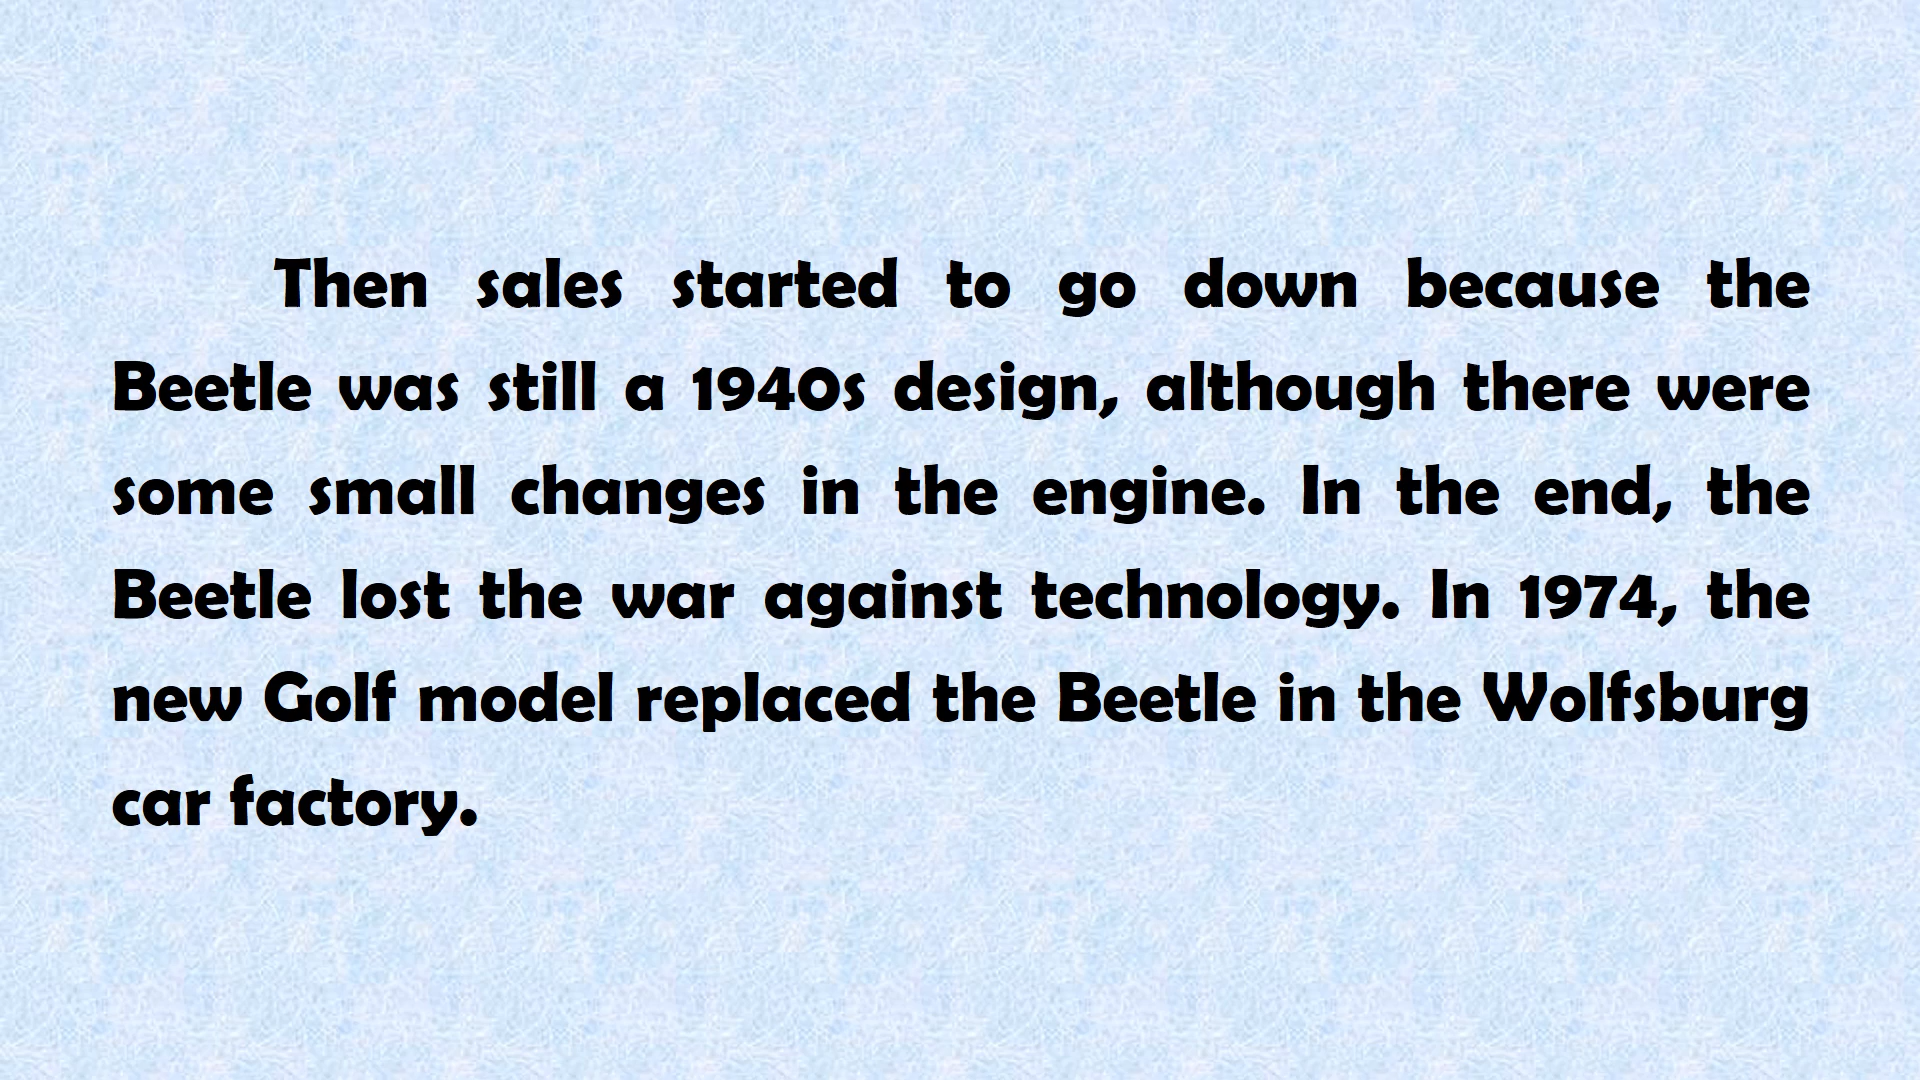 Then sales started to go down because the
Beetle was still a 1940s design, although there were
some small changes in the engine. In the end, the
Beetle lost the war against technology. In 1974, the
new Golf model replaced the Beetle in the Wolfsburg
car factory.